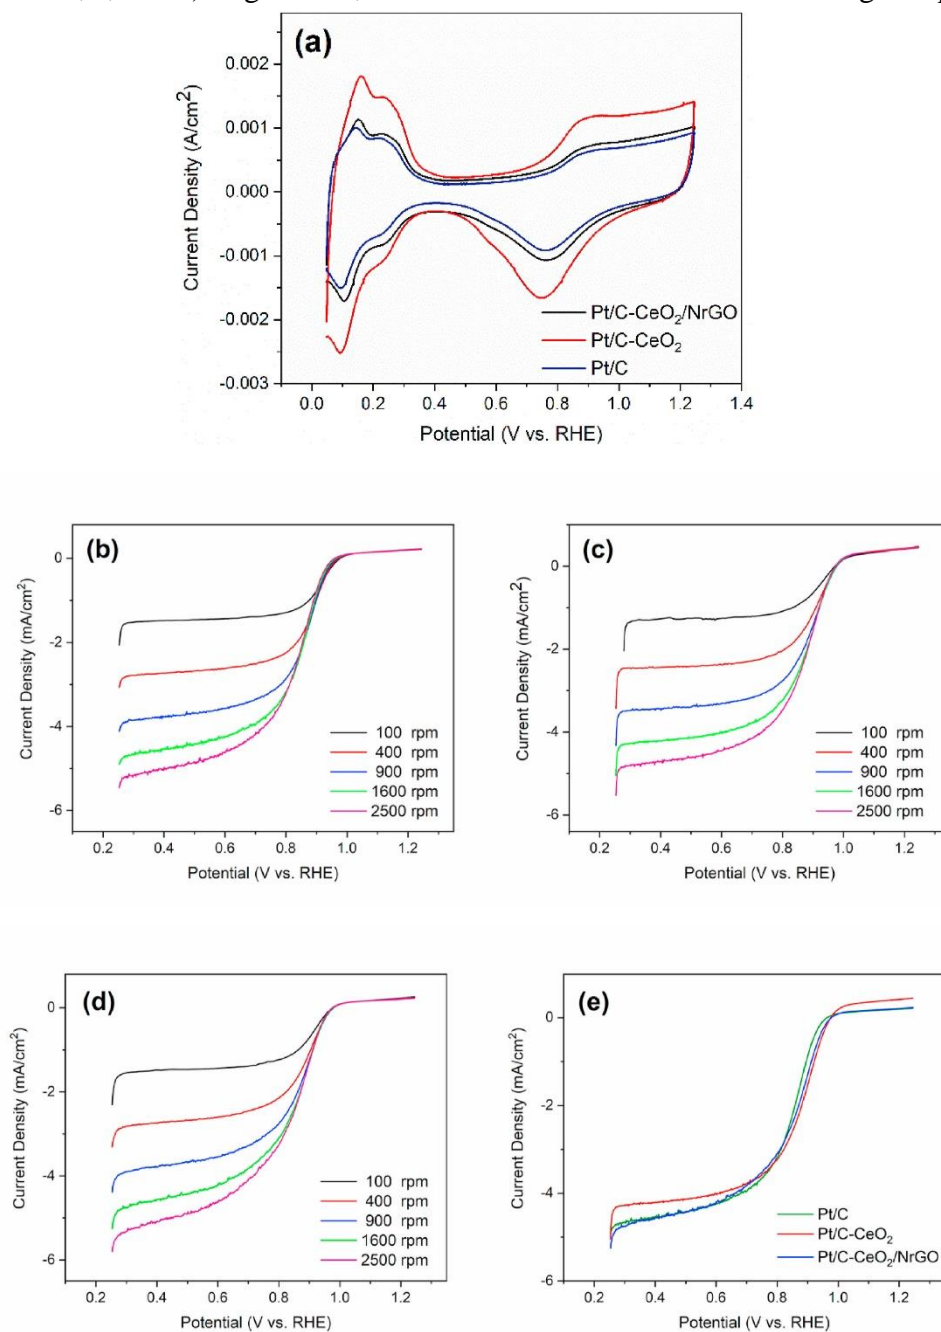 (a)
0.002
0.001
0.000
-0.001
-0.002
-0.003
Current Density (A/cm²)
Pt/C-CeO₂/NrGO
Pt/C-CeO₂
Pt/C
0.0 0.2 0.4 0.6 0.8 1.0 1.2 1.4
Potential (V vs. RHE)
(b)
0
-2
-4
-6
Current Density (mA/cm²)
100 rpm
400 rpm
900 rpm
1600 rpm
2500 rpm
0.2 0.4 0.6 0.8 1.0 1.2
Potential (V vs. RHE)
(c)
0
-2
-4
-6
Current Density (mA/cm²)
100 rpm
400 rpm
900 rpm
1600 rpm
2500 rpm
0.2 0.4 0.6 0.8 1.0 1.2
Potential (V vs. RHE)
(d)
0
-2
-4
-6
Current Density (mA/cm²)
100 rpm
400 rpm
900 rpm
1600 rpm
2500 rpm
0.2 0.4 0.6 0.8 1.0 1.2
Potential (V vs. RHE)
(e)
0
-2
-4
-6
Current Density (mA/cm²)
Pt/C
Pt/C-CeO₂
Pt/C-CeO₂/NrGO
0.2 0.4 0.6 0.8 1.0 1.2
Potential (V vs. RHE)